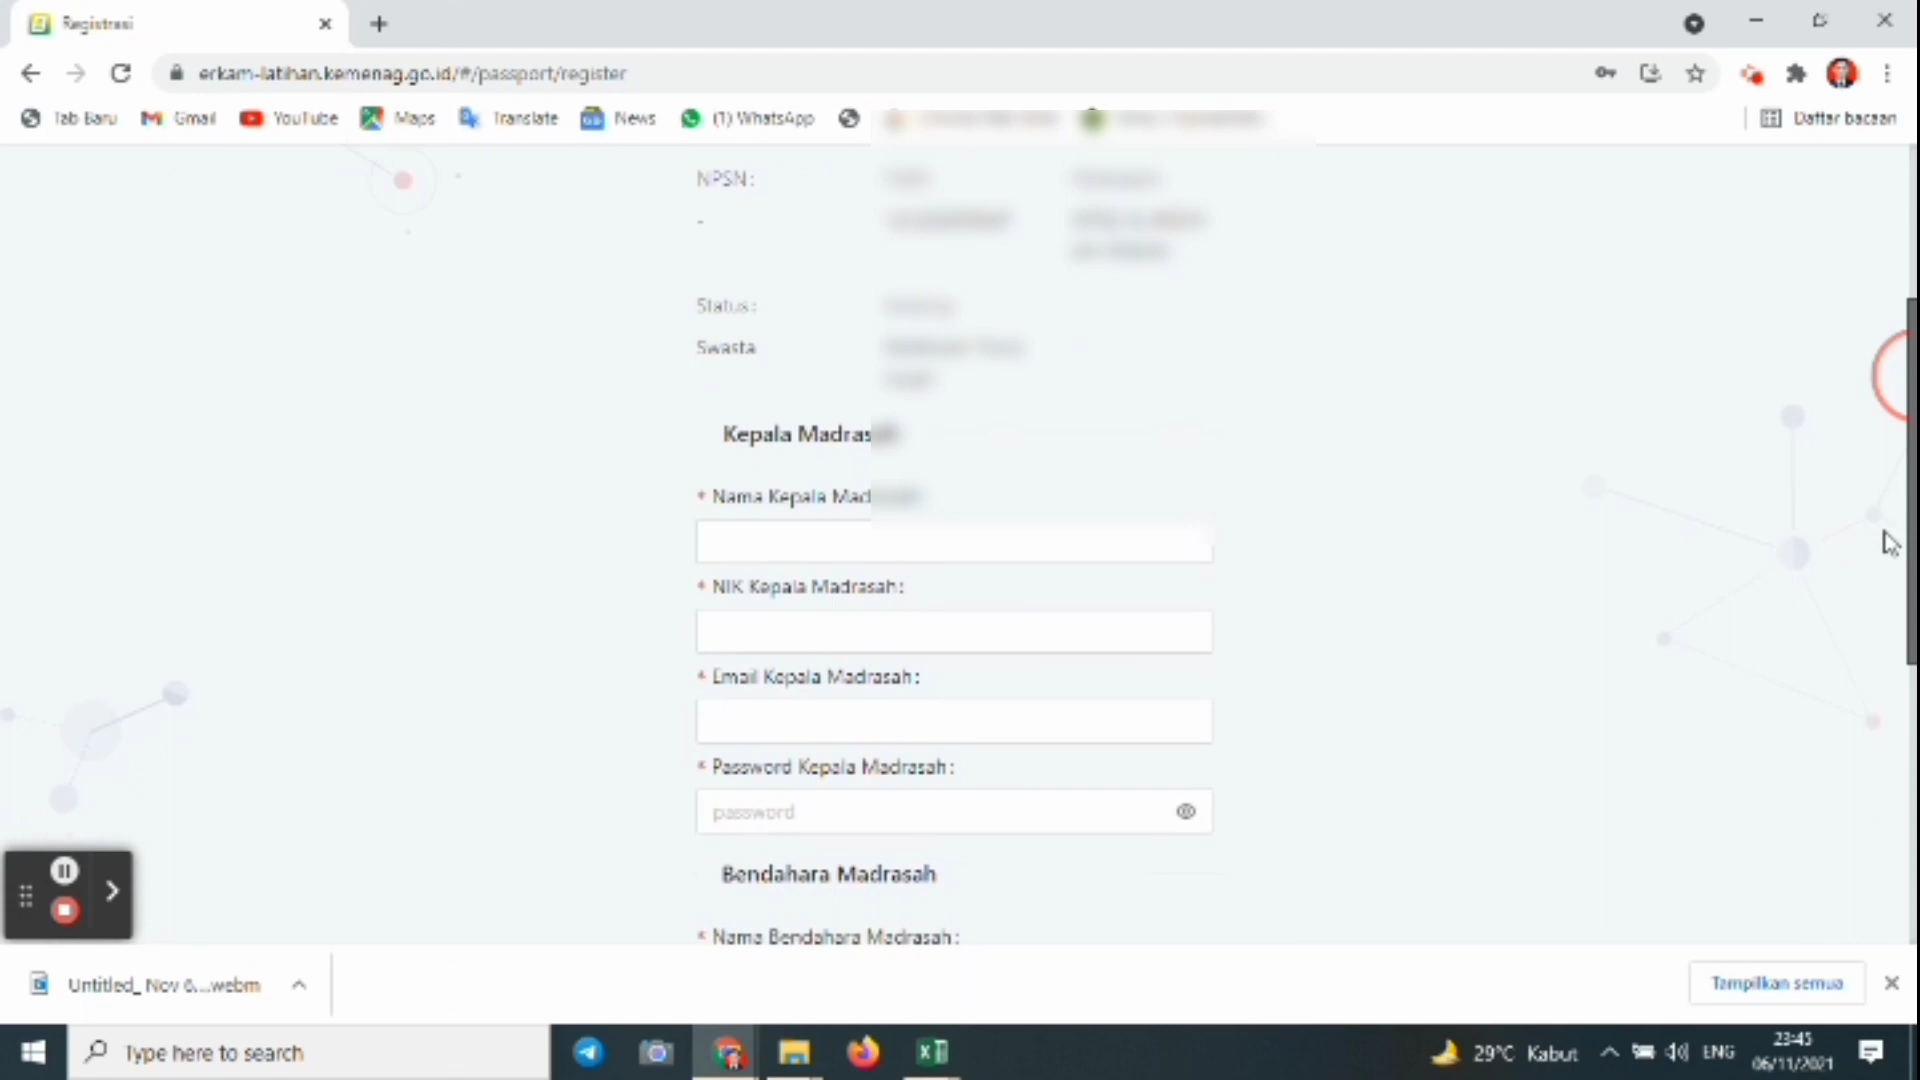 Registrasi
erkam-latihan.kemenag.go.id/#/passport/register
Tab Baru
Gmail
YouTube
Maps
Translate
News
(1) WhatsApp
Daftar bacaan
NPSN:
-
Status:
Swasta
Kepala Madras
* Nama Kepala Mad
* NIK Kepala Madrasah:
* Email Kepala Madrasah:
* Password Kepala Madrasah:
password
Bendahara Madrasah
* Nama Bendahara Madrasah:
Untitled_ Nov 6....webm
Tampilkan semua
Type here to search
29°C Kabut
ENG
23:45
06/11/2021